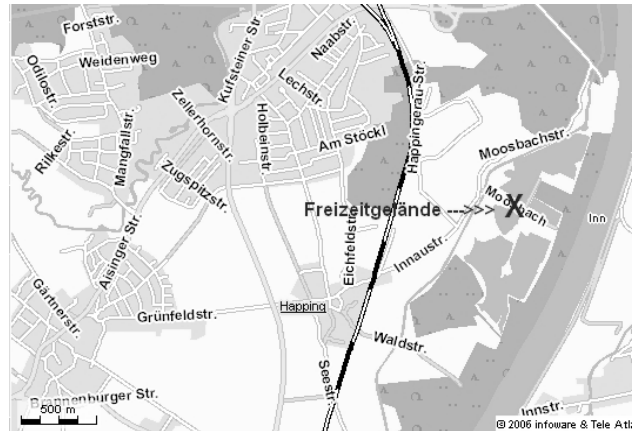 Forststr.
Weidenweg
Odilostr.
Rilkestr.
Mangfallstr.
Kufsteiner Str.
Naabstr.
Lechstr.
Zellerhornstr.
Holbeinstr.
Am Stöckl
Happingerau-Str.
Moosbachstr.
Zugspitzstr.
Moosbach
Freizeitgelände --->>> X
Inn
Aisinger Str.
Eichfeldstr.
Innaustr.
Gärtnerstr.
Grünfeldstr.
Happing
Waldstr.
Seestr.
Brannenburger Str.
500 m
Innstr.
© 2006 infoware & Tele Atla